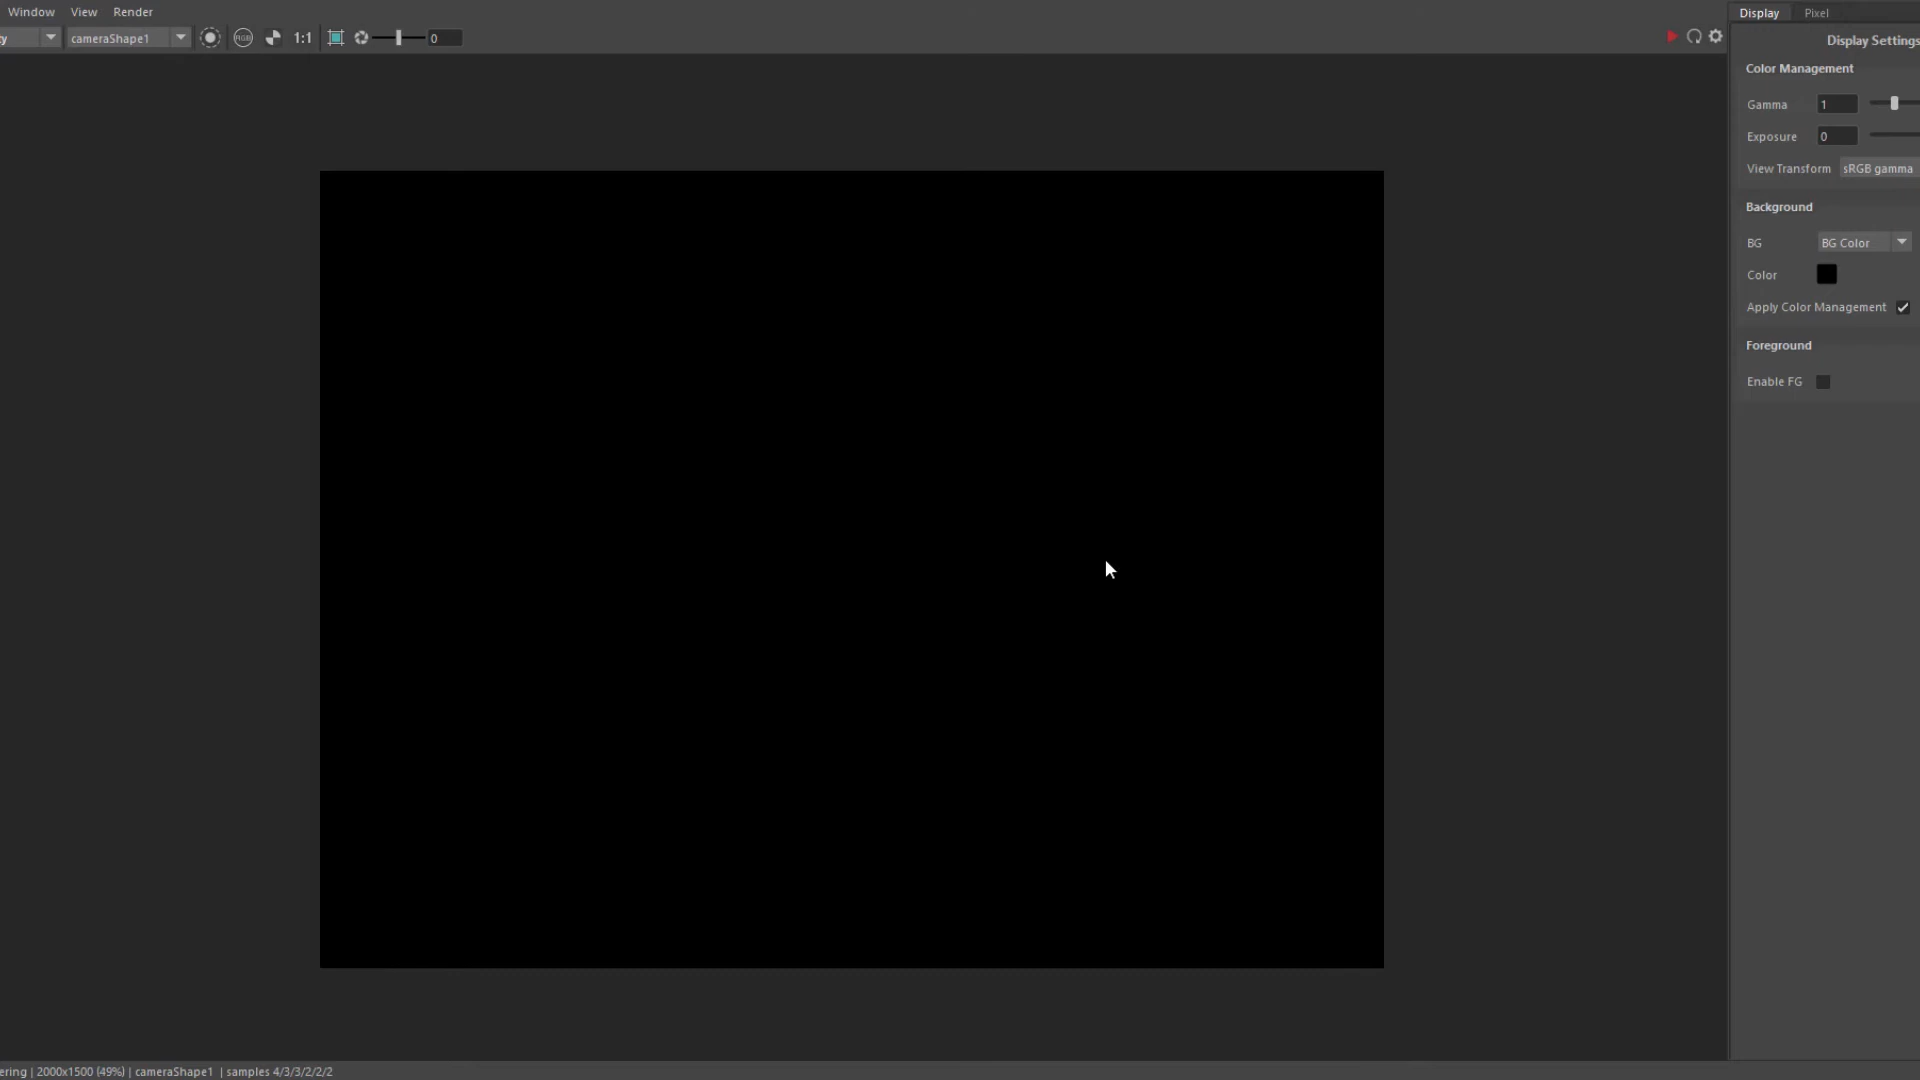 Window View Render
ty cameraShape1 RGB 1:1 0
Display Pixel
Display Settings
Color Management
Gamma 1
Exposure 0
View Transform sRGB gamma
Background
BG BG Color
Color
Apply Color Management
Foreground
Enable FG
ering | 2000x1500 (49%) | cameraShape1 | samples 4/3/3/2/2/2